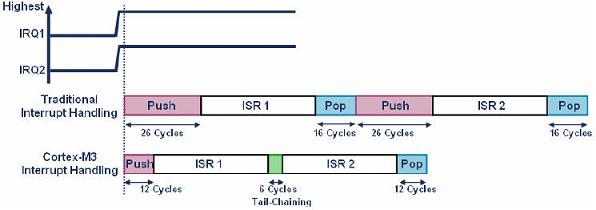 Highest
IRQ1
IRQ2
Traditional
Interrupt Handling
Push ISR 1 Pop Push ISR 2 Pop
26 Cycles 16 Cycles 26 Cycles 16 Cycles
Cortex-M3
Interrupt Handling
Push ISR 1 ISR 2 Pop
12 Cycles 6 Cycles 12 Cycles
Tail-Chaining